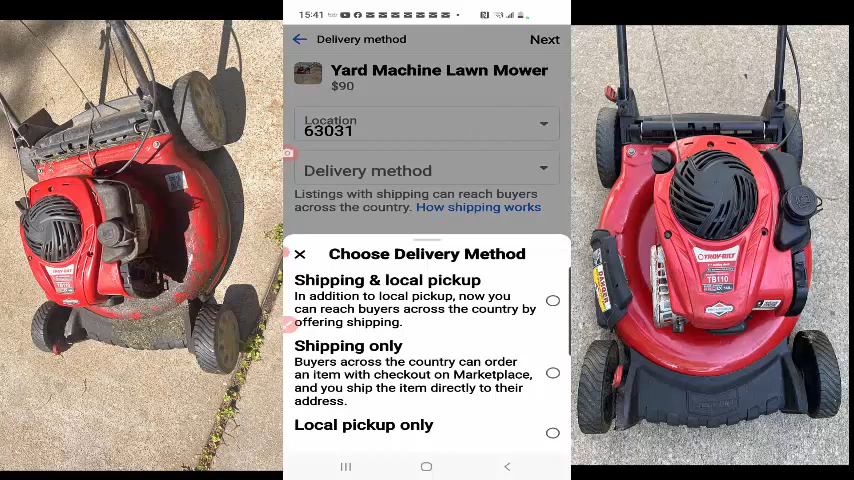 15:41
Delivery method
Next
Yard Machine Lawn Mower
$90
Location
63031
Delivery method
Listings with shipping can reach buyers
across the country. How shipping works
Choose Delivery Method
Shipping & local pickup
In addition to local pickup, now you
can reach buyers across the country by
offering shipping.
Shipping only
Buyers across the country can order
an item with checkout on Marketplace,
and you ship the item directly to their
address.
Local pickup only
TROY-BILT
TB110
DANGER